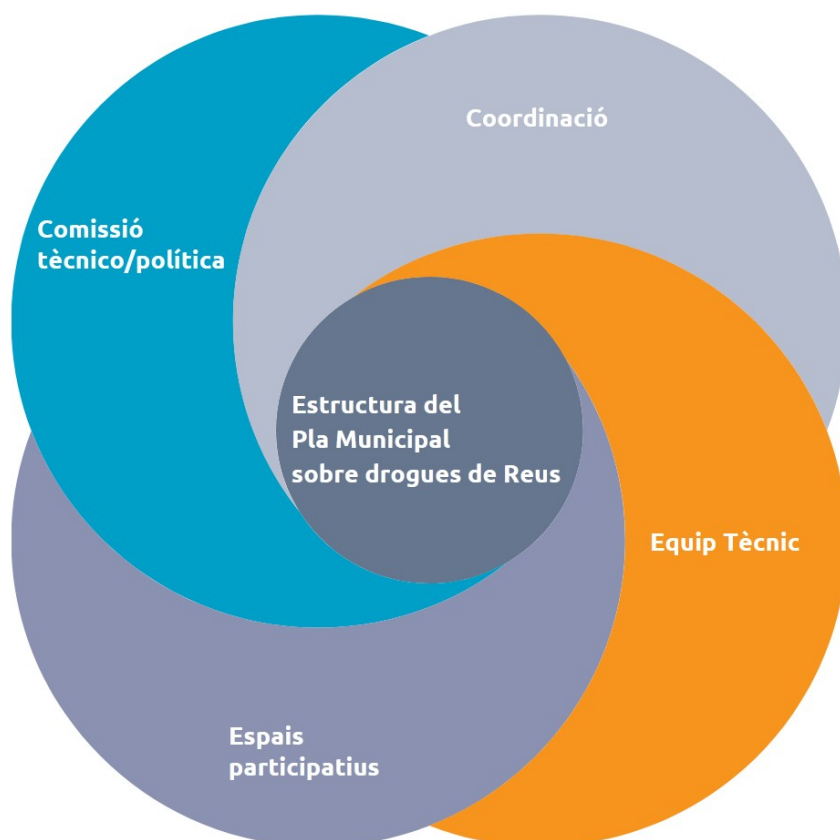 Coordinació
Comissió
tècnico/política
Estructura del
Pla Municipal
sobre drogues de Reus
Equip Tècnic
Espais
participatius